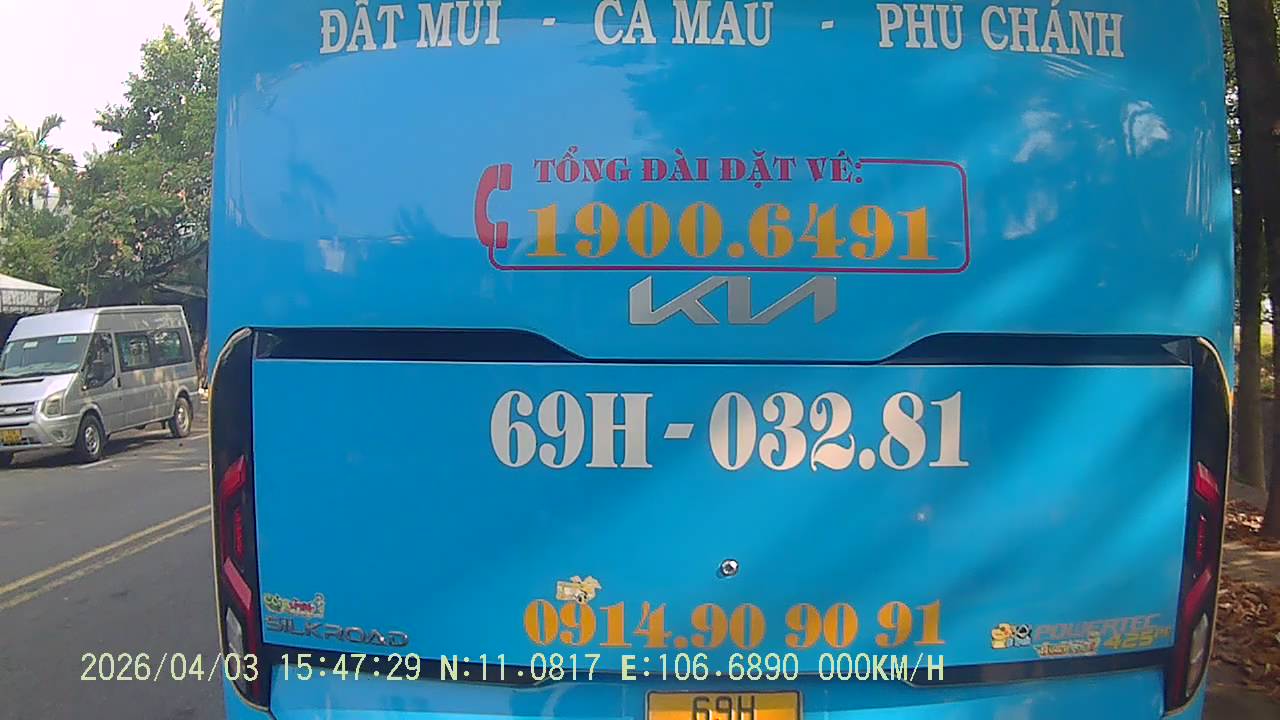 ĐẤT MŨI - CÀ MAU - PHÚ CHÁNH
TỔNG ĐÀI ĐẶT VÉ:
1900.6491
KIA
69H-032.81
0914.90 90 91
SILKROAD
POWERTEC
425PS
2026/04/03 15:47:29 N:11.0817 E:106.6890 000KM/H
69H